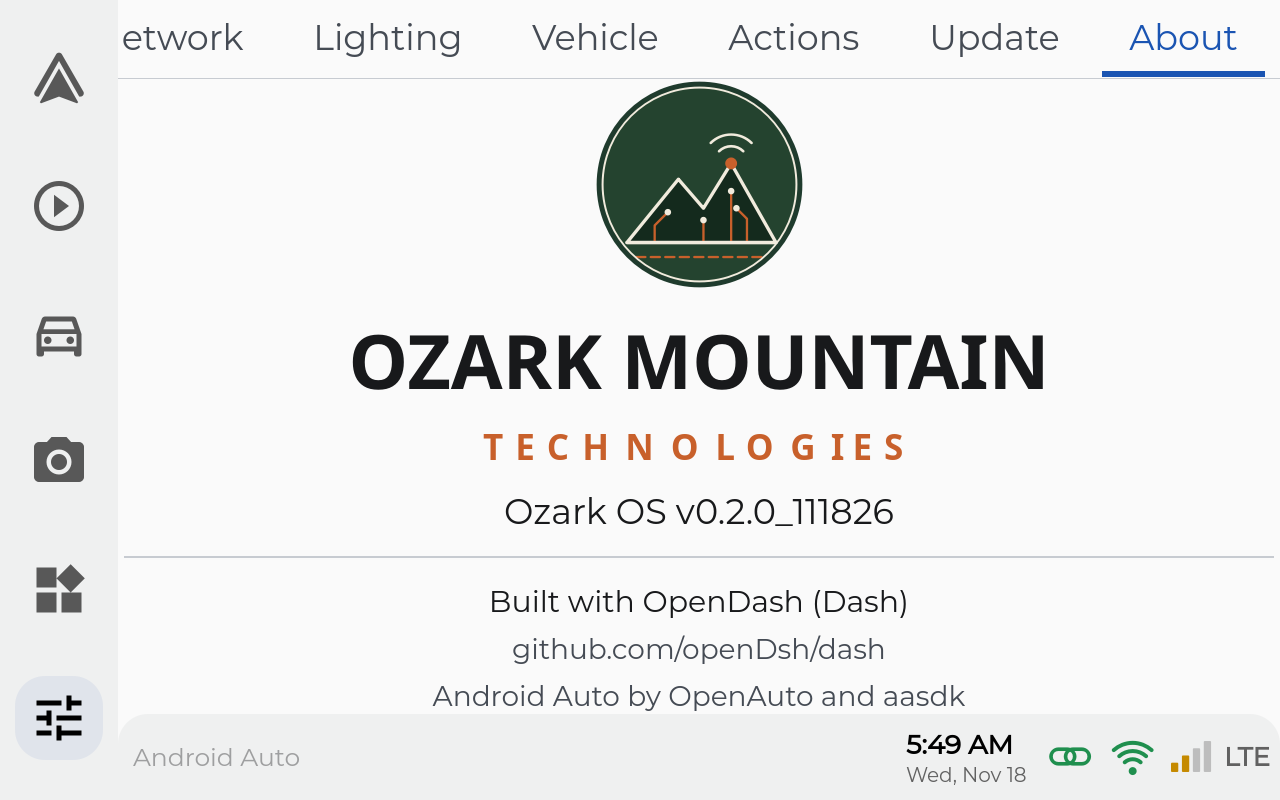 etwork Lighting Vehicle Actions Update About
OZARK MOUNTAIN
TECHNOLOGIES
Ozark OS v0.2.0_111826
Built with OpenDash (Dash)
github.com/openDsh/dash
Android Auto by OpenAuto and aasdk
Android Auto
5:49 AM
Wed, Nov 18
LTE